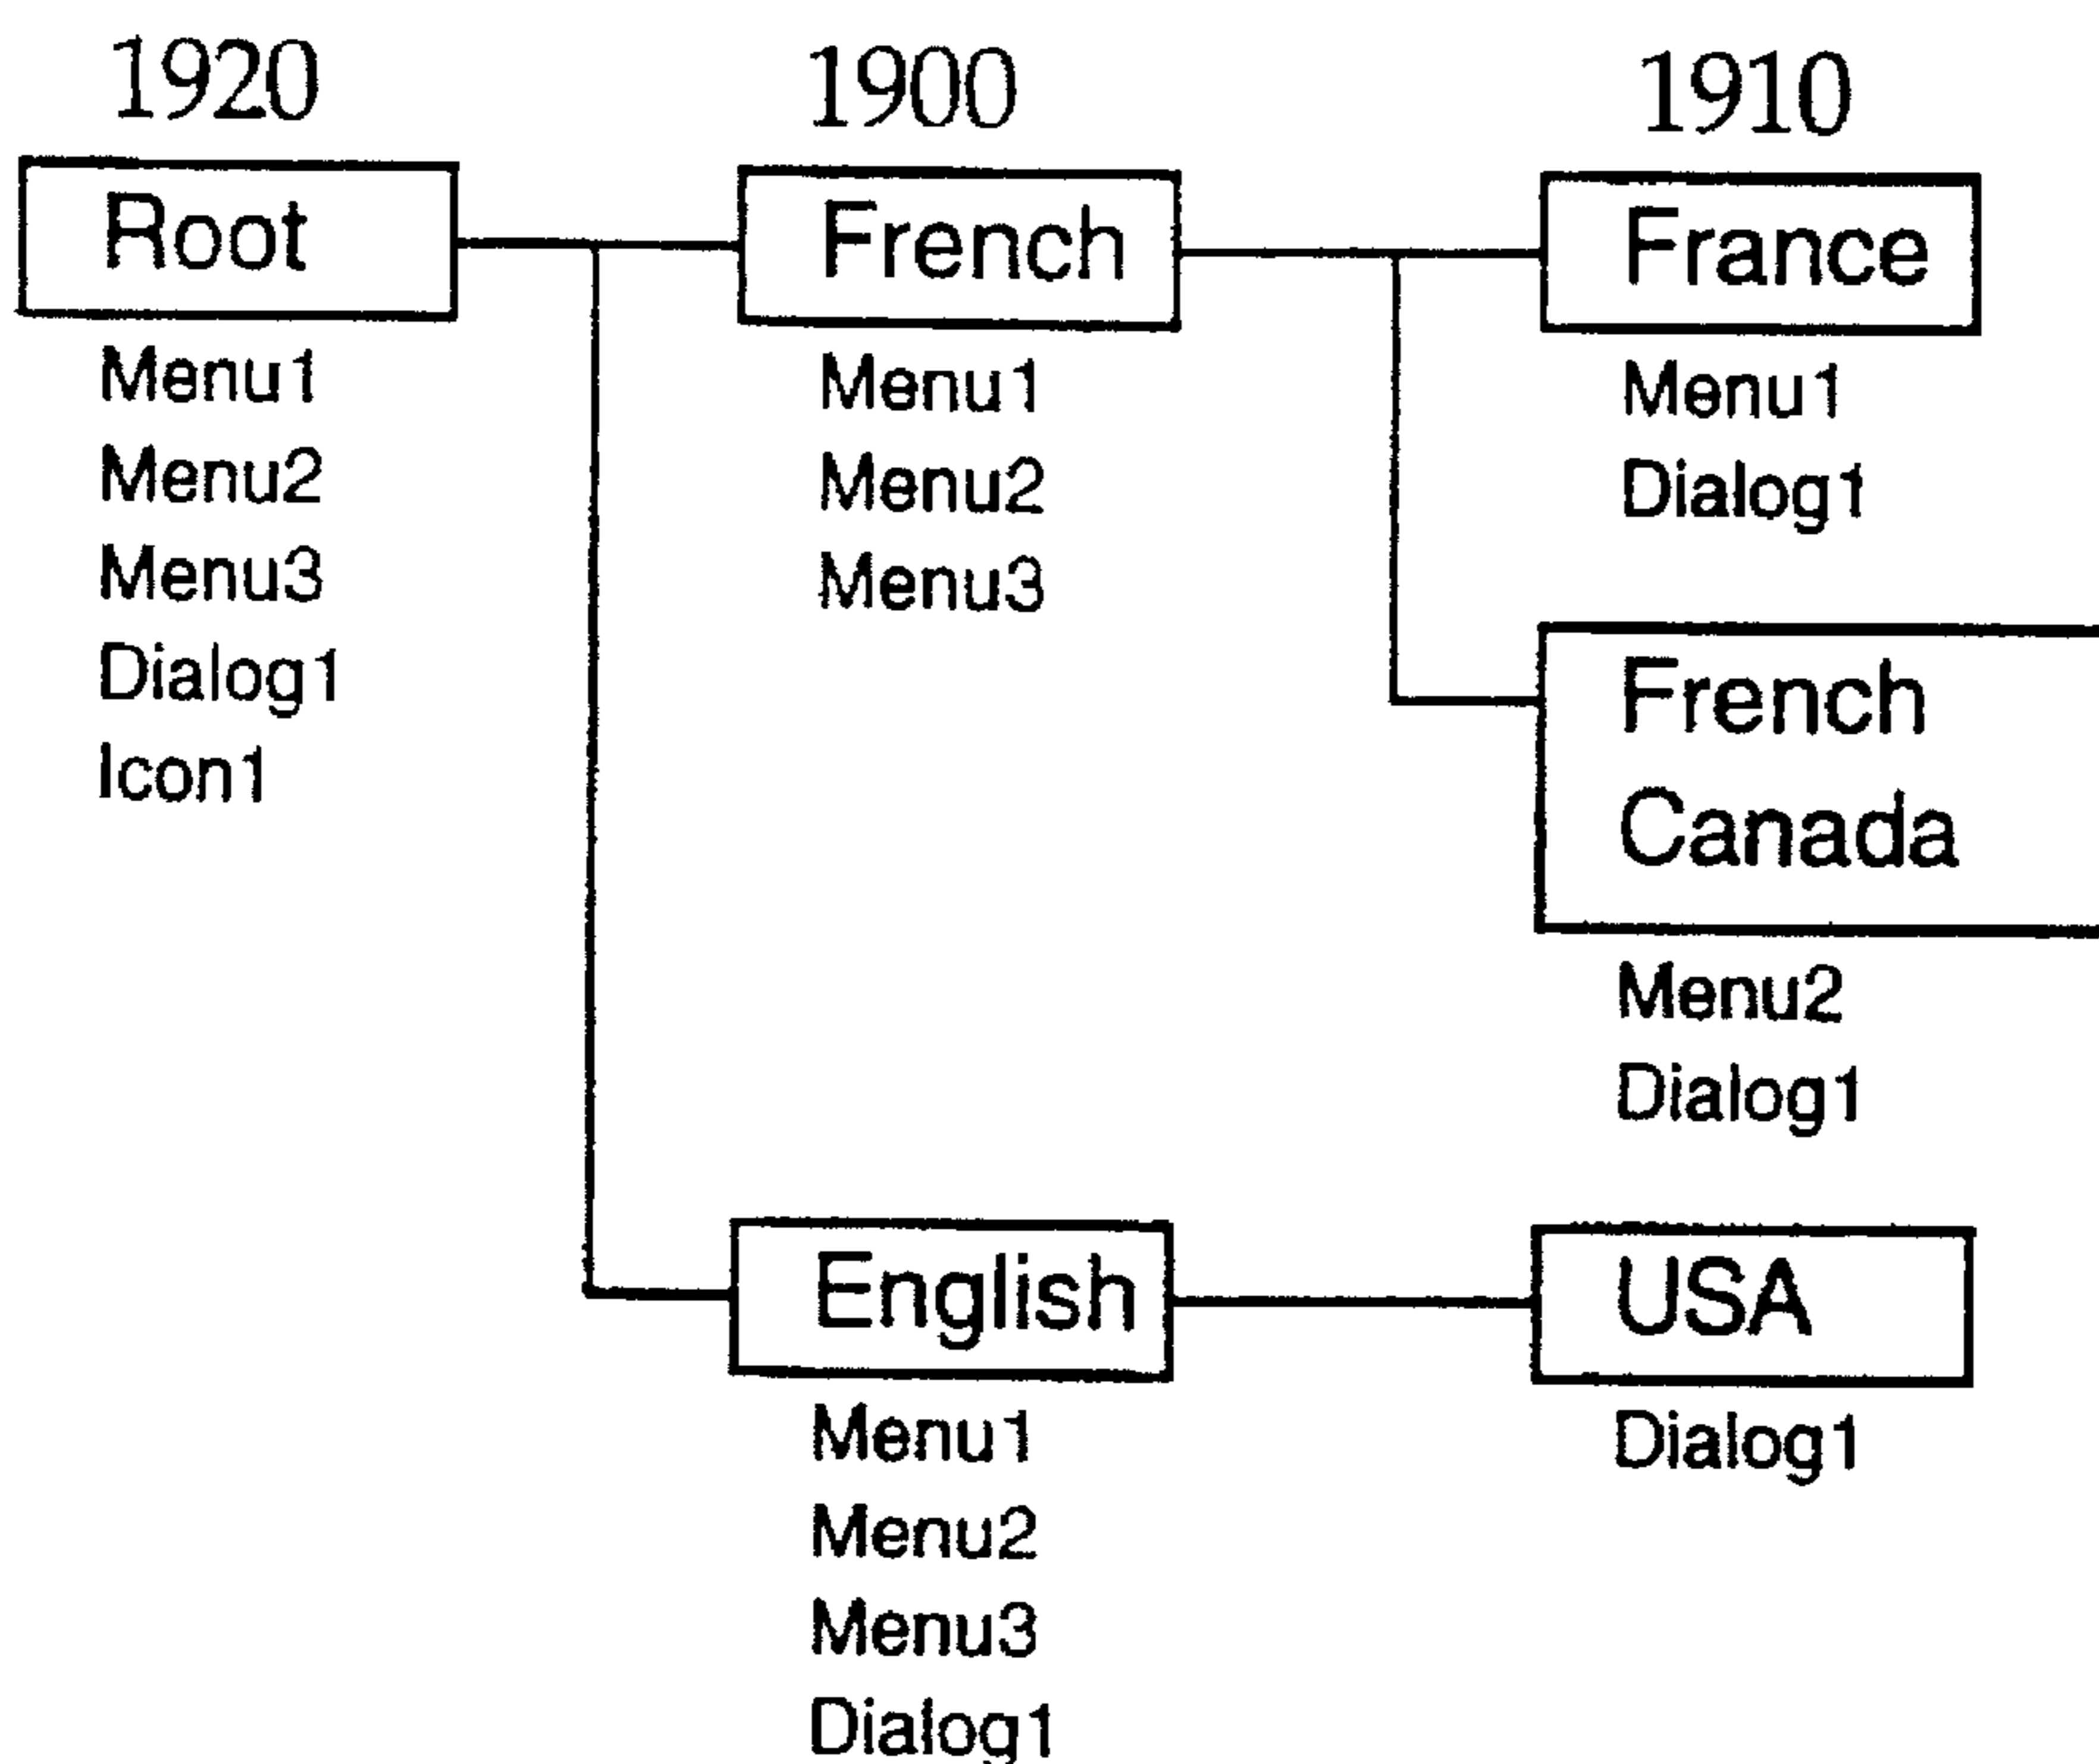 1920
Root
Menu1
Menu2
Menu3
Dialog1
Icon1
1900
French
Menu1
Menu2
Menu3
1910
France
Menu1
Dialog1
French
Canada
Menu2
Dialog1
English
Menu1
Menu2
Menu3
Dialog1
USA
Dialog1